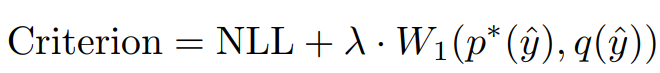 Criterion = NLL + λ · W₁(p*(ŷ), q(ŷ))